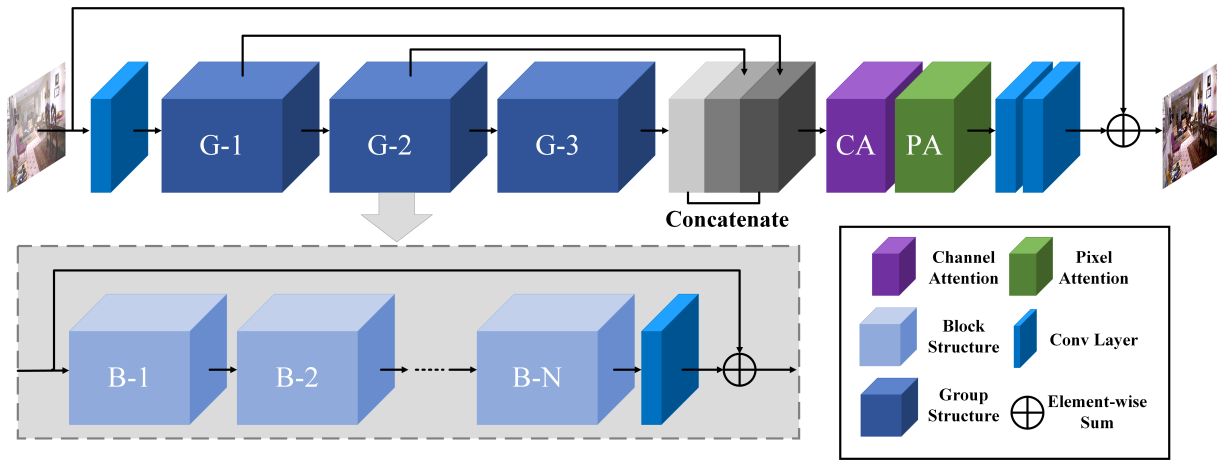 G-1
G-2
G-3
CA
PA
Concatenate
B-1
B-2
B-N
Channel
Attention
Pixel
Attention
Block
Structure
Conv Layer
Group
Structure
Element-wise
Sum